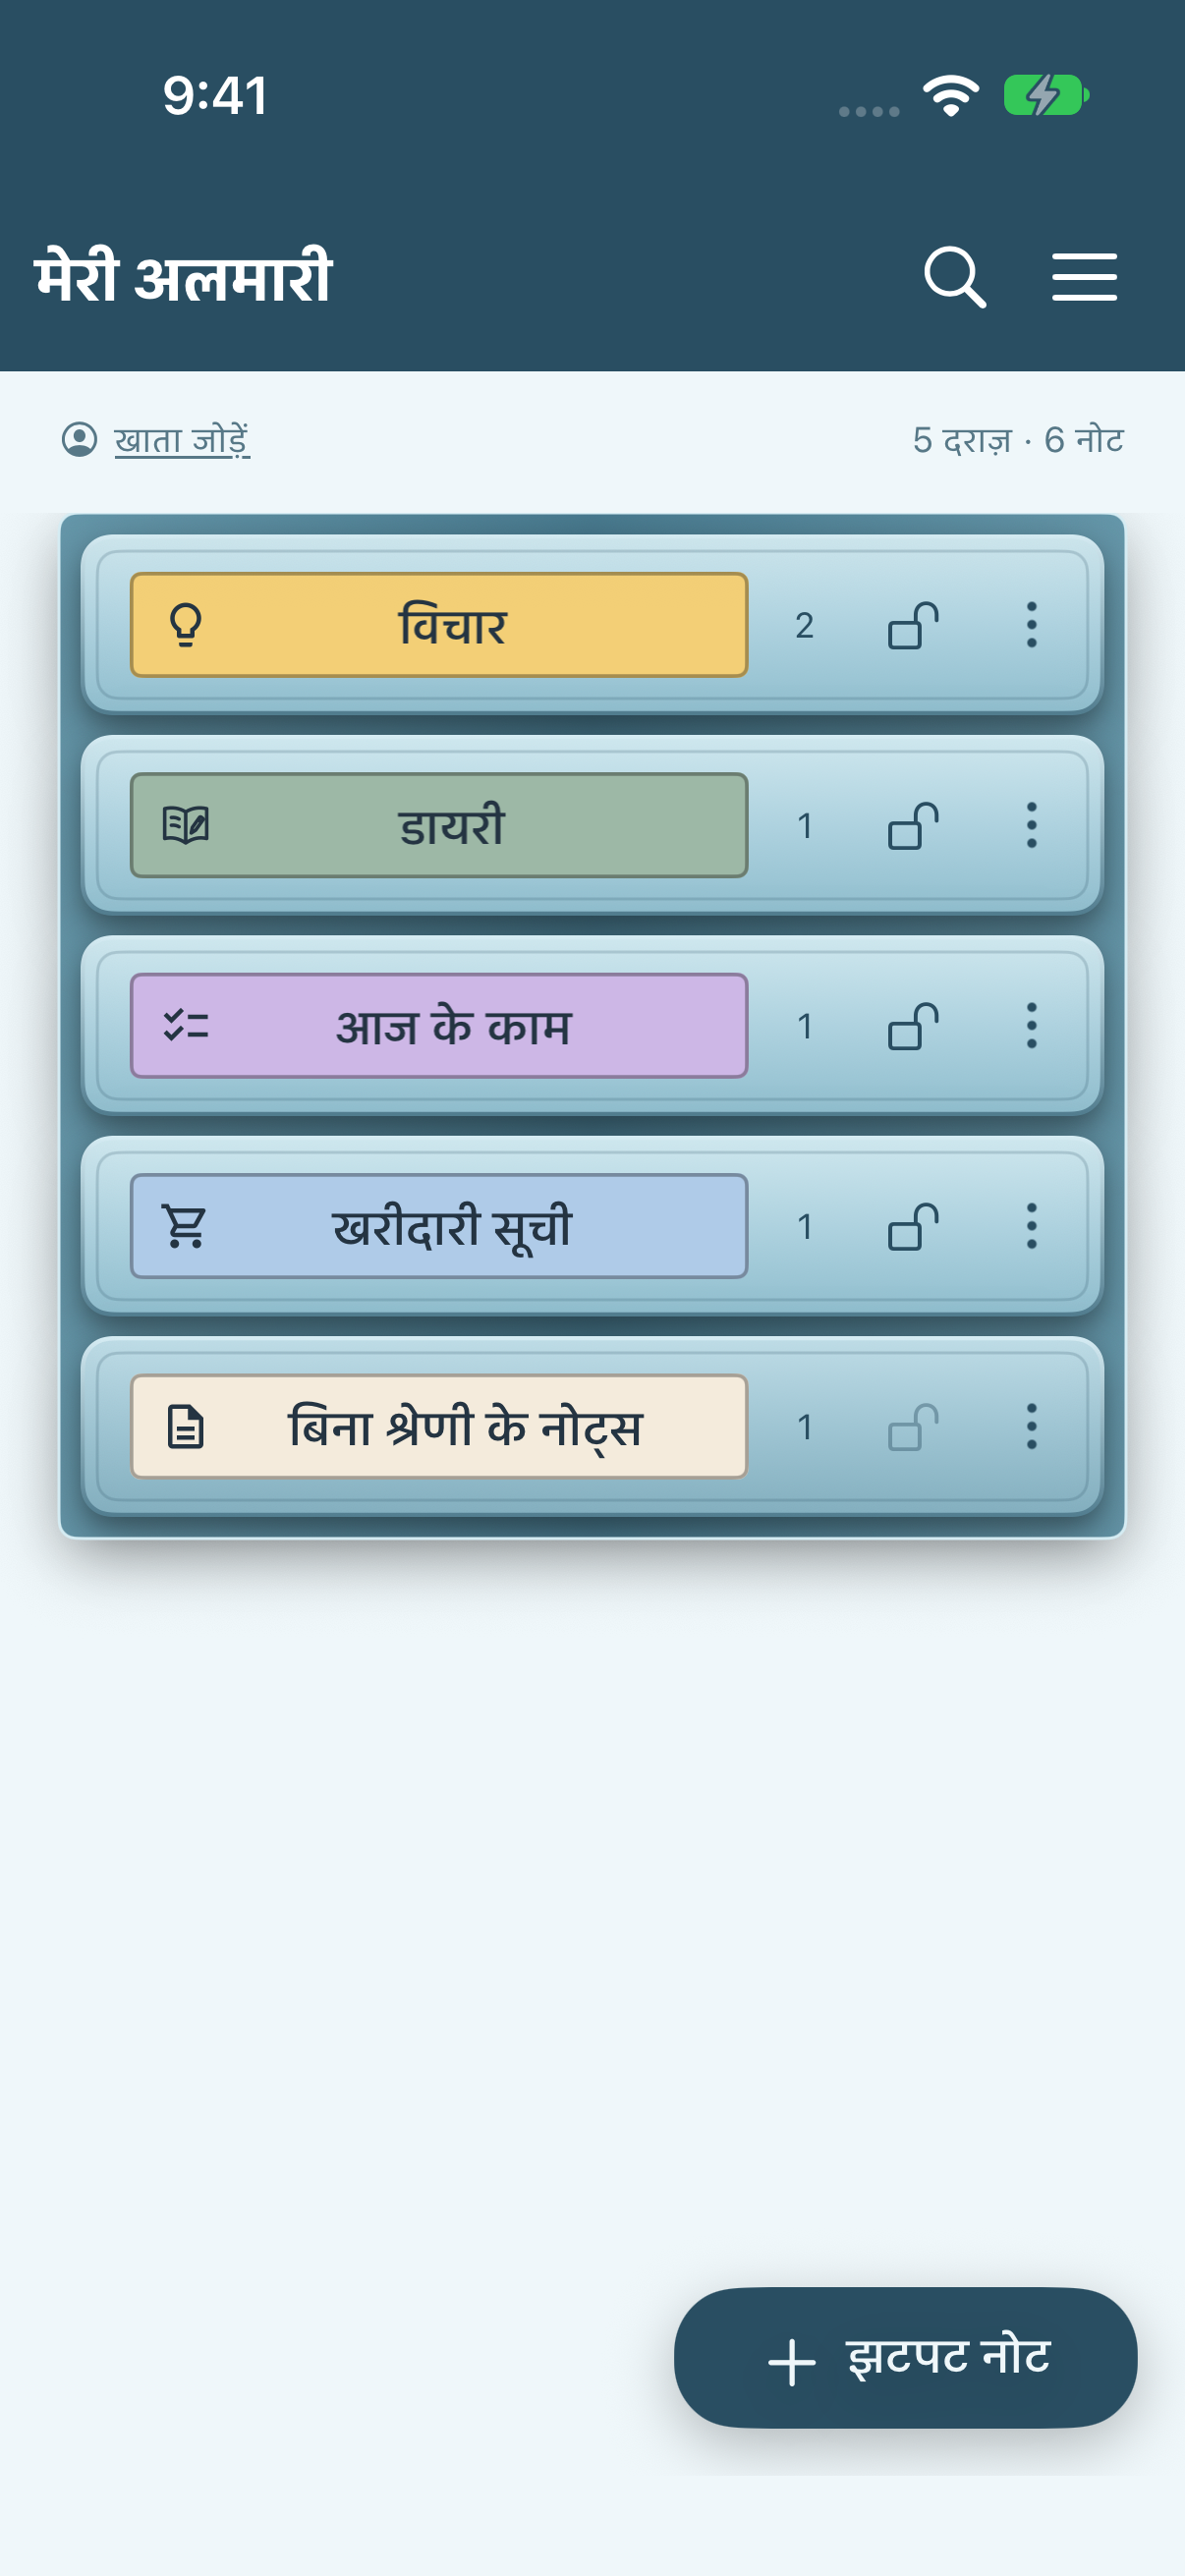 9:41
मेरी अलमारी
खाता जोड़ें
5 दराज़ · 6 नोट
विचार 2
डायरी 1
आज के काम 1
खरीदारी सूची 1
बिना श्रेणी के नोट्स 1
झटपट नोट